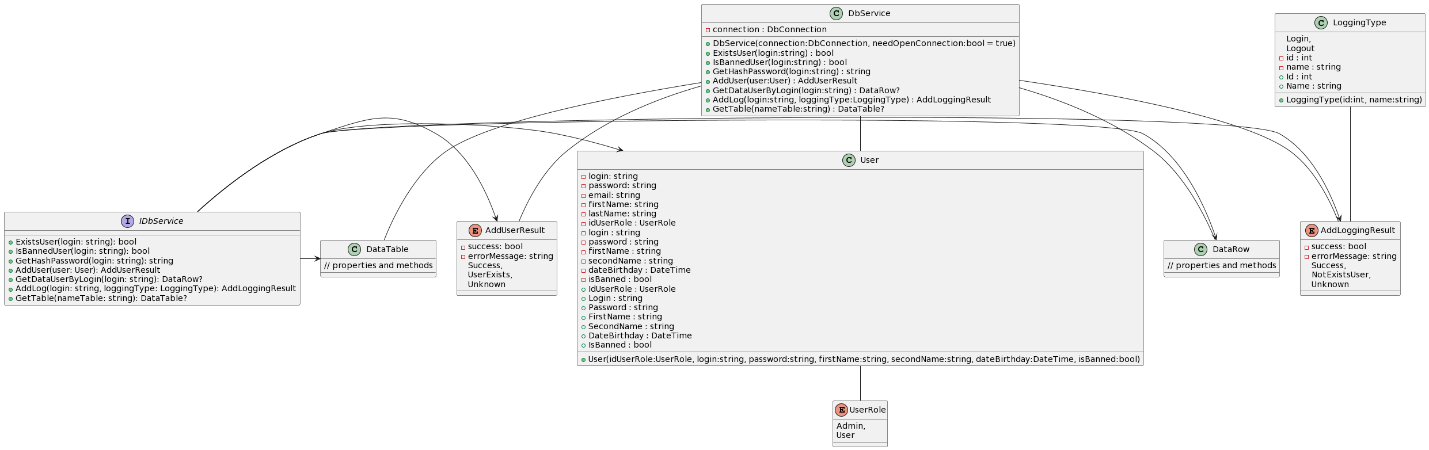 C DbService
connection : DbConnection
DbService(connection:DbConnection, needOpenConnection:bool = true)
ExistsUser(login:string) : bool
IsBannedUser(login:string) : bool
GetHashPassword(login:string) : string
AddUser(user:User) : AddUserResult
GetDataUserByLogin(login:string) : DataRow?
AddLog(login:string, loggingType:LoggingType) : AddLoggingResult
GetTable(nameTable:string) : DataTable?
C LoggingType
Login,
Logout
id : int
name : string
Id : int
Name : string
LoggingType(id:int, name:string)
I IDbService
ExistsUser(login: string): bool
IsBannedUser(login: string): bool
GetHashPassword(login: string): string
AddUser(user: User): AddUserResult
GetDataUserByLogin(login: string): DataRow?
AddLog(login: string, loggingType: LoggingType): AddLoggingResult
GetTable(nameTable: string): DataTable?
C DataTable
// properties and methods
E AddUserResult
success: bool
errorMessage: string
Success,
UserExists,
Unknown
C User
login: string
password: string
email: string
firstName: string
lastName: string
idUserRole : UserRole
login : string
password : string
firstName : string
secondName : string
dateBirthday : DateTime
isBanned : bool
IdUserRole : UserRole
Login : string
Password : string
FirstName : string
SecondName : string
DateBirthday : DateTime
IsBanned : bool
User(idUserRole:UserRole, login:string, password:string, firstName:string, secondName:string, dateBirthday:DateTime, isBanned:bool)
C DataRow
// properties and methods
E AddLoggingResult
success: bool
errorMessage: string
Success,
NotExistsUser,
Unknown
E UserRole
Admin,
User